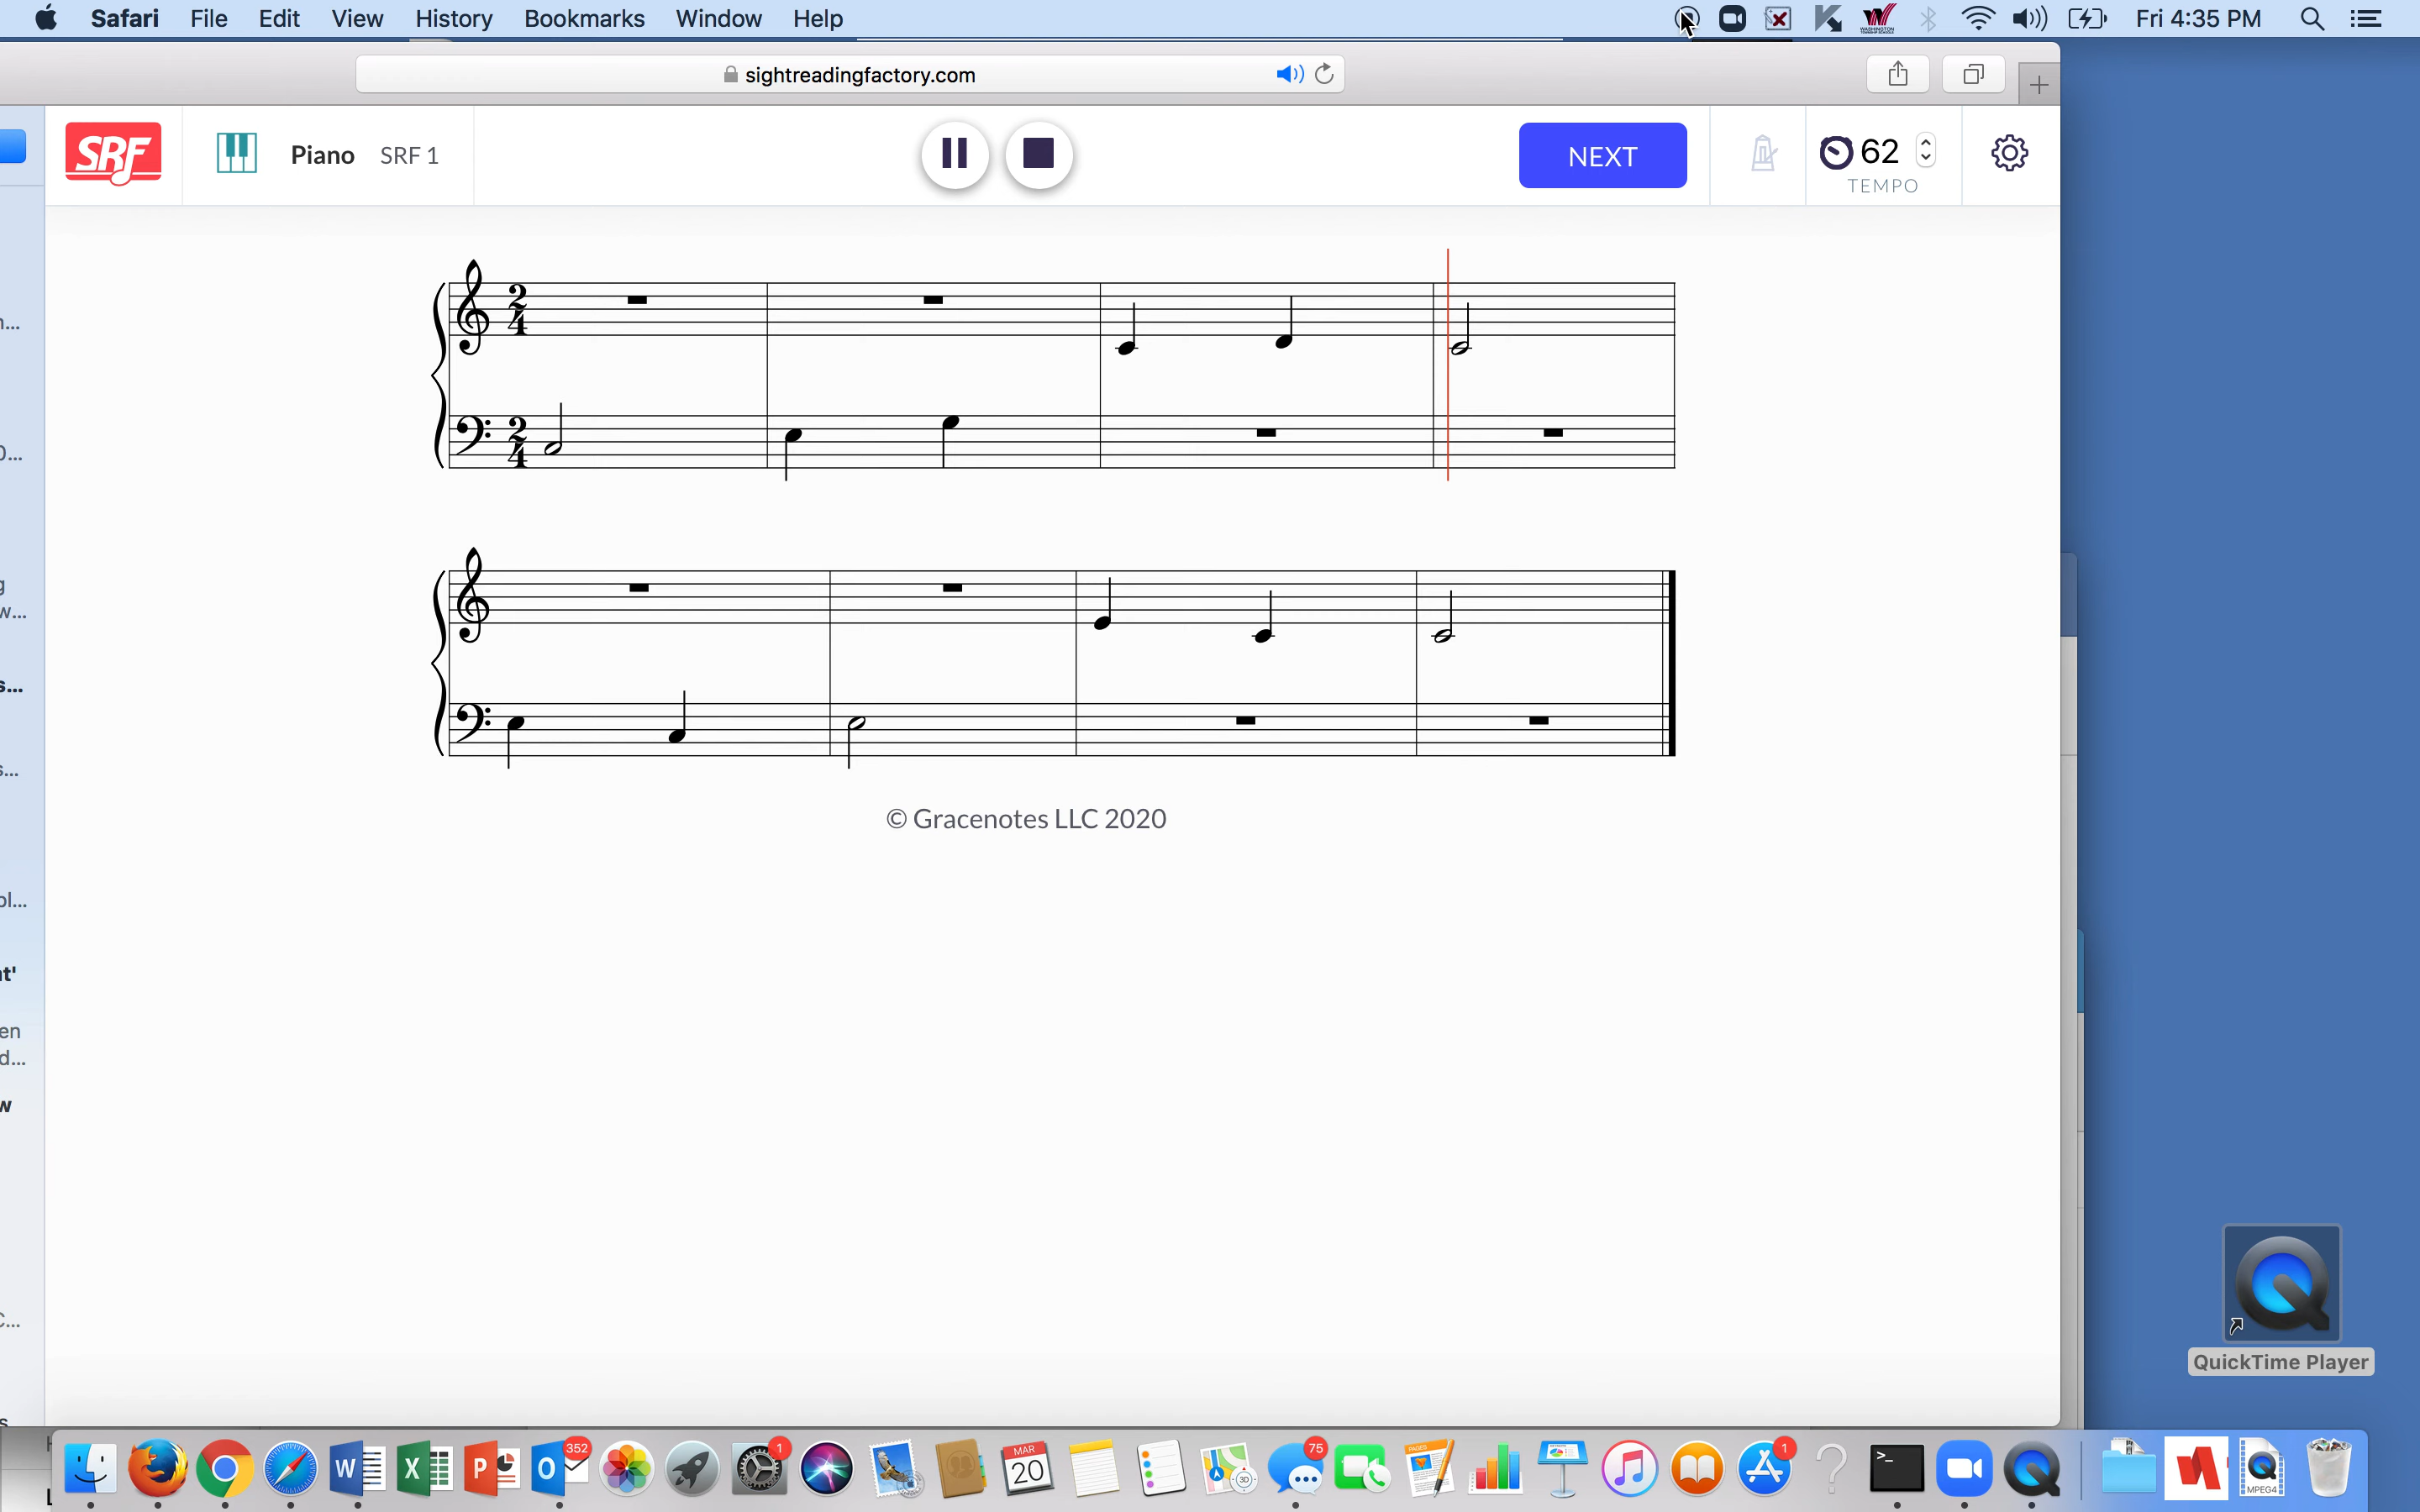 Safari File Edit View History Bookmarks Window Help Fri 4:35 PM
sightreadingfactory.com
SRF Piano SRF 1 NEXT 62
TEMPO
2
4
2
4
© Gracenotes LLC 2020
QuickTime Player
352 1 MAR 20 75 1
MPEG4